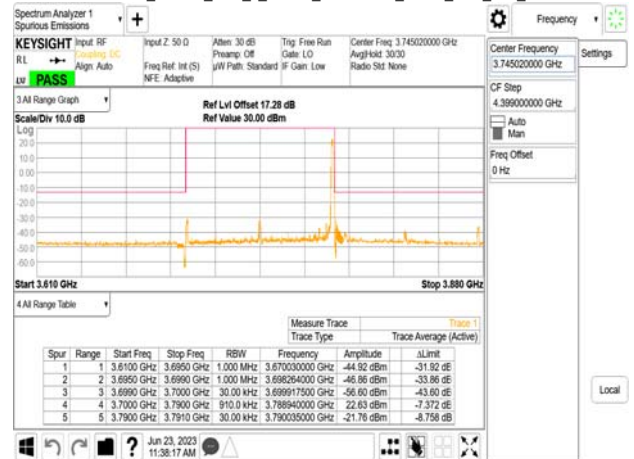 Spectrum Analyzer 1
Spurious Emissions
Frequency
KEYSIGHT Input: RF
RL
Coupling: DC
Align: Auto
LV PASS
Input Z: 50 Ω
Freq Ref: Int (S)
NFE: Adaptive
Atten: 30 dB
Preamp: Off
µW Path: Standard
Trig: Free Run
Gate: LO
IF Gain: Low
Center Freq: 3.745020000 GHz
Avg|Hold: 30/30
Radio Std: None
Center Frequency
3.745020000 GHz
Settings
CF Step
4.399000000 GHz
Auto
Man
Freq Offset
0 Hz
Local
3 All Range Graph
Scale/Div 10.0 dB
Ref Lvl Offset 17.28 dB
Ref Value 30.00 dBm
Log
20.0
10.0
0.00
-10.0
-20.0
-30.0
-40.0
-50.0
-60.0
Start 3.610 GHz
Stop 3.880 GHz
4 All Range Table
Measure Trace Trace 1
Trace Type Trace Average (Active)
Spur Range Start Freq Stop Freq RBW Frequency Amplitude ΔLimit
1 1 3.6100 GHz 3.6950 GHz 1.000 MHz 3.670030000 GHz -44.92 dBm -31.92 dB
2 2 3.6950 GHz 3.6990 GHz 1.000 MHz 3.698264000 GHz -46.86 dBm -33.86 dB
3 3 3.6990 GHz 3.7000 GHz 30.00 kHz 3.699917500 GHz -56.60 dBm -43.60 dB
4 4 3.7000 GHz 3.7900 GHz 910.0 kHz 3.788940000 GHz 22.63 dBm -7.372 dB
5 5 3.7900 GHz 3.7910 GHz 30.00 kHz 3.790035000 GHz -21.76 dBm -8.758 dB
Jun 23, 2023
11:38:17 AM